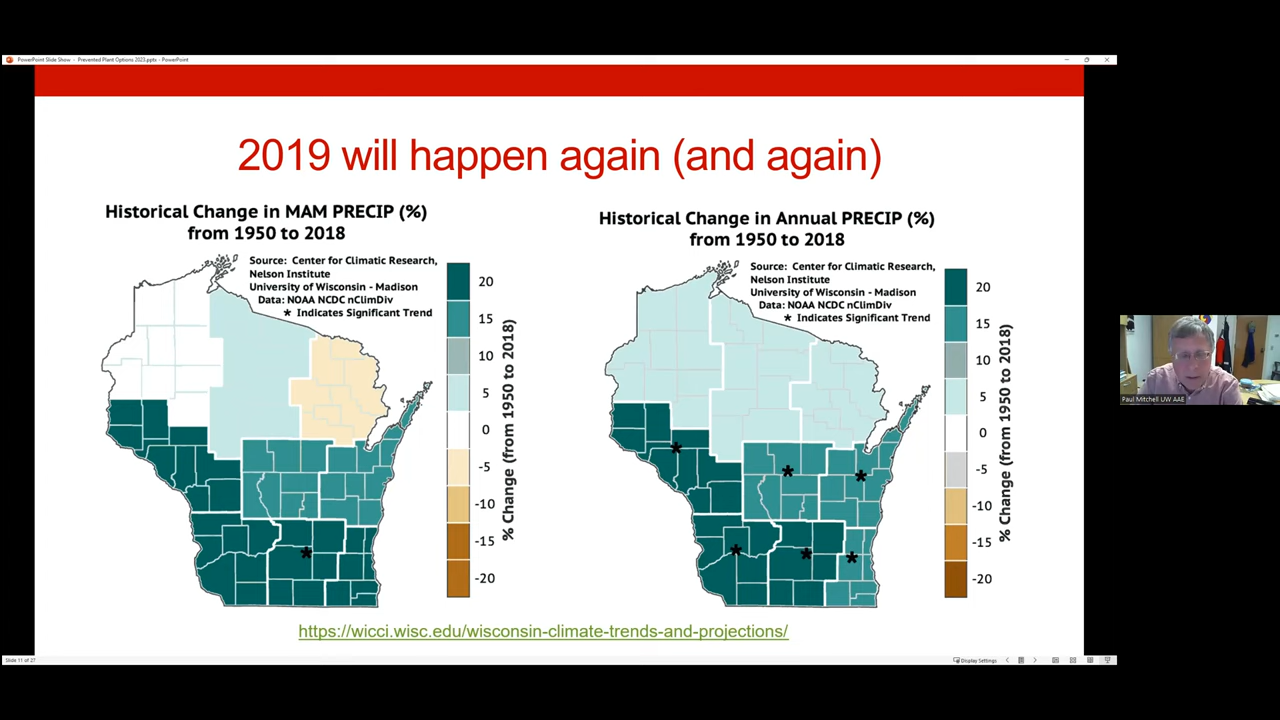 PowerPoint Slide Show - Prevented Plant Options 2023.pptx - PowerPoint
2019 will happen again (and again)
Historical Change in MAM PRECIP (%)
from 1950 to 2018
Source: Center for Climatic Research,
Nelson Institute
University of Wisconsin - Madison
Data: NOAA NCDC nClimDiv
* Indicates Significant Trend
20
15
10
5
0
-5
-10
-15
-20
% Change (from 1950 to 2018)
Historical Change in Annual PRECIP (%)
from 1950 to 2018
Source: Center for Climatic Research,
Nelson Institute
University of Wisconsin - Madison
Data: NOAA NCDC nClimDiv
* Indicates Significant Trend
20
15
10
5
0
-5
-10
-15
-20
% Change (from 1950 to 2018)
https://wicci.wisc.edu/wisconsin-climate-trends-and-projections/
Paul Mitchell UW AAE
Slide 11 of 27
Display Settings